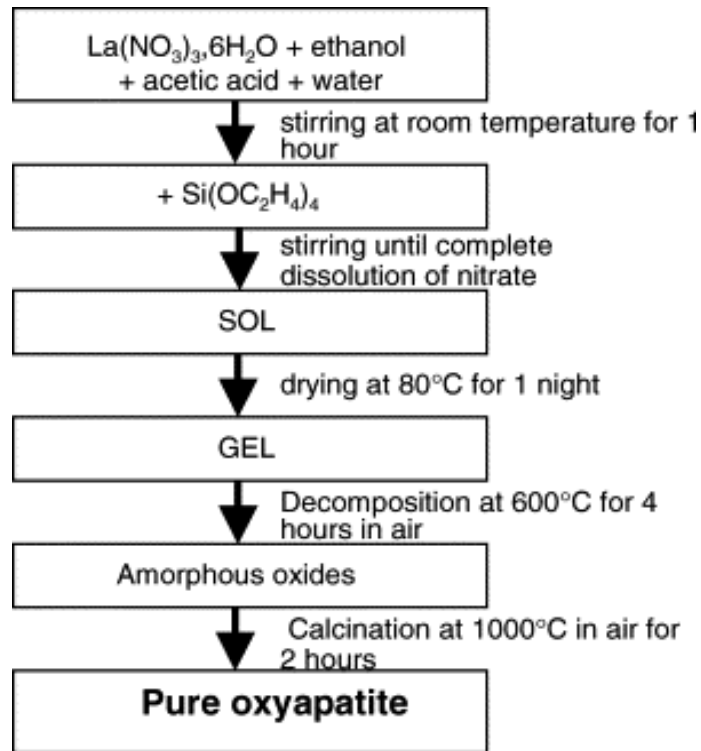 La(NO₃)₃,6H₂O + ethanol
+ acetic acid + water
stirring at room temperature for 1
hour
+ Si(OC₂H₄)₄
stirring until complete
dissolution of nitrate
SOL
drying at 80°C for 1 night
GEL
Decomposition at 600°C for 4
hours in air
Amorphous oxides
Calcination at 1000°C in air for
2 hours
Pure oxyapatite